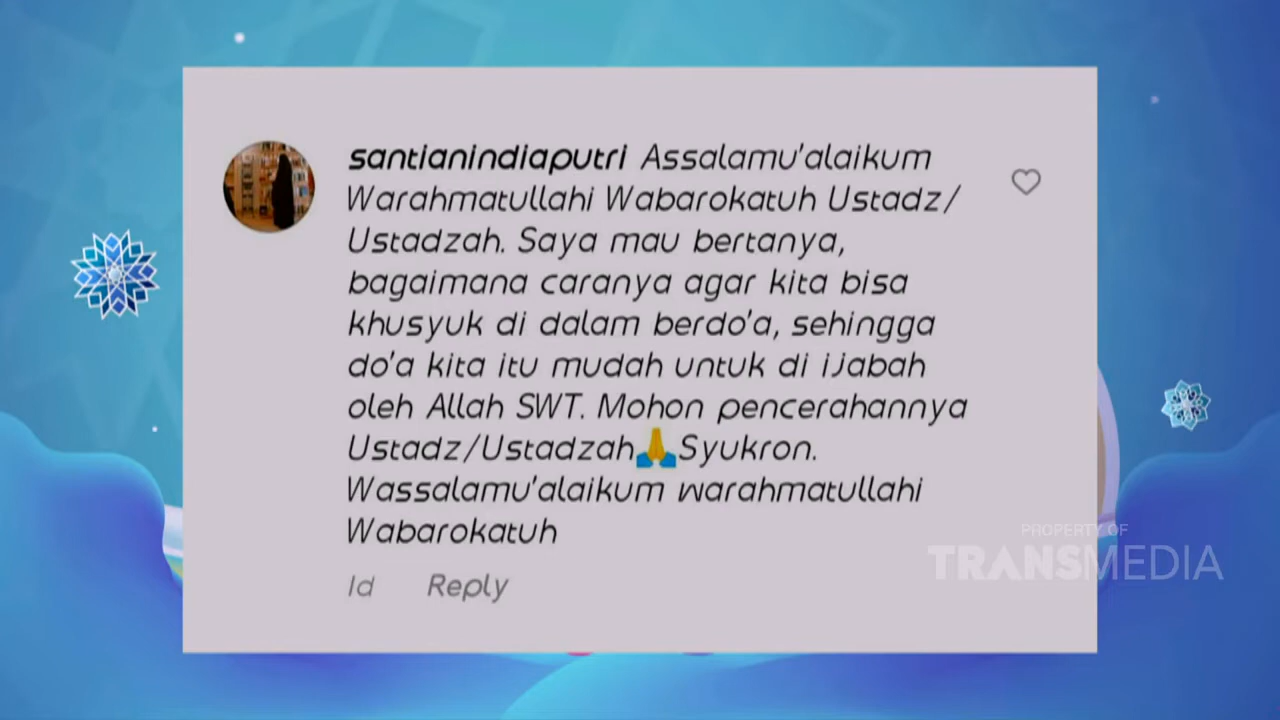 santianindiaputri Assalamu'alaikum
Warahmatullahi Wabarokatuh Ustadz/
Ustadzah. Saya mau bertanya,
bagaimana caranya agar kita bisa
khusyuk di dalam berdo'a, sehingga
do'a kita itu mudah untuk di ijabah
oleh Allah SWT. Mohon pencerahannya
Ustadz/Ustadzah🙏Syukron.
Wassalamu'alaikum warahmatullahi
Wabarokatuh
1d Reply
PROPERTY OF
TRANSMEDIA